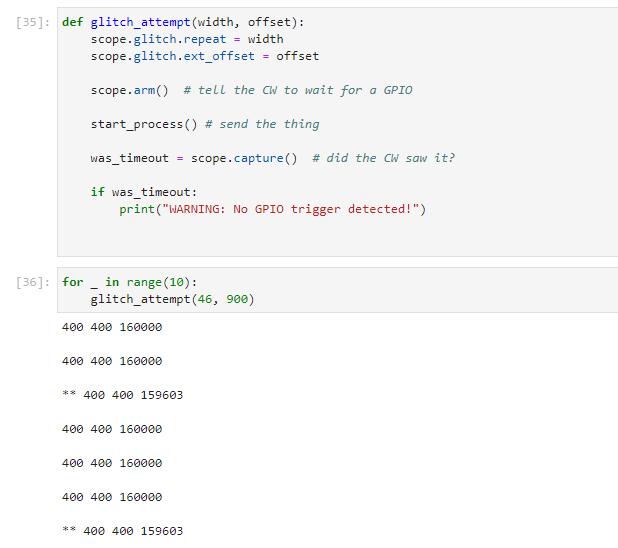 [35]: def glitch_attempt(width, offset):
scope.glitch.repeat = width
scope.glitch.ext_offset = offset
scope.arm()  # tell the CW to wait for a GPIO
start_process() # send the thing
was_timeout = scope.capture()  # did the CW saw it?
if was_timeout:
print("WARNING: No GPIO trigger detected!")
[36]: for _ in range(10):
glitch_attempt(46, 900)
400 400 160000
400 400 160000
** 400 400 159603
400 400 160000
400 400 160000
400 400 160000
** 400 400 159603